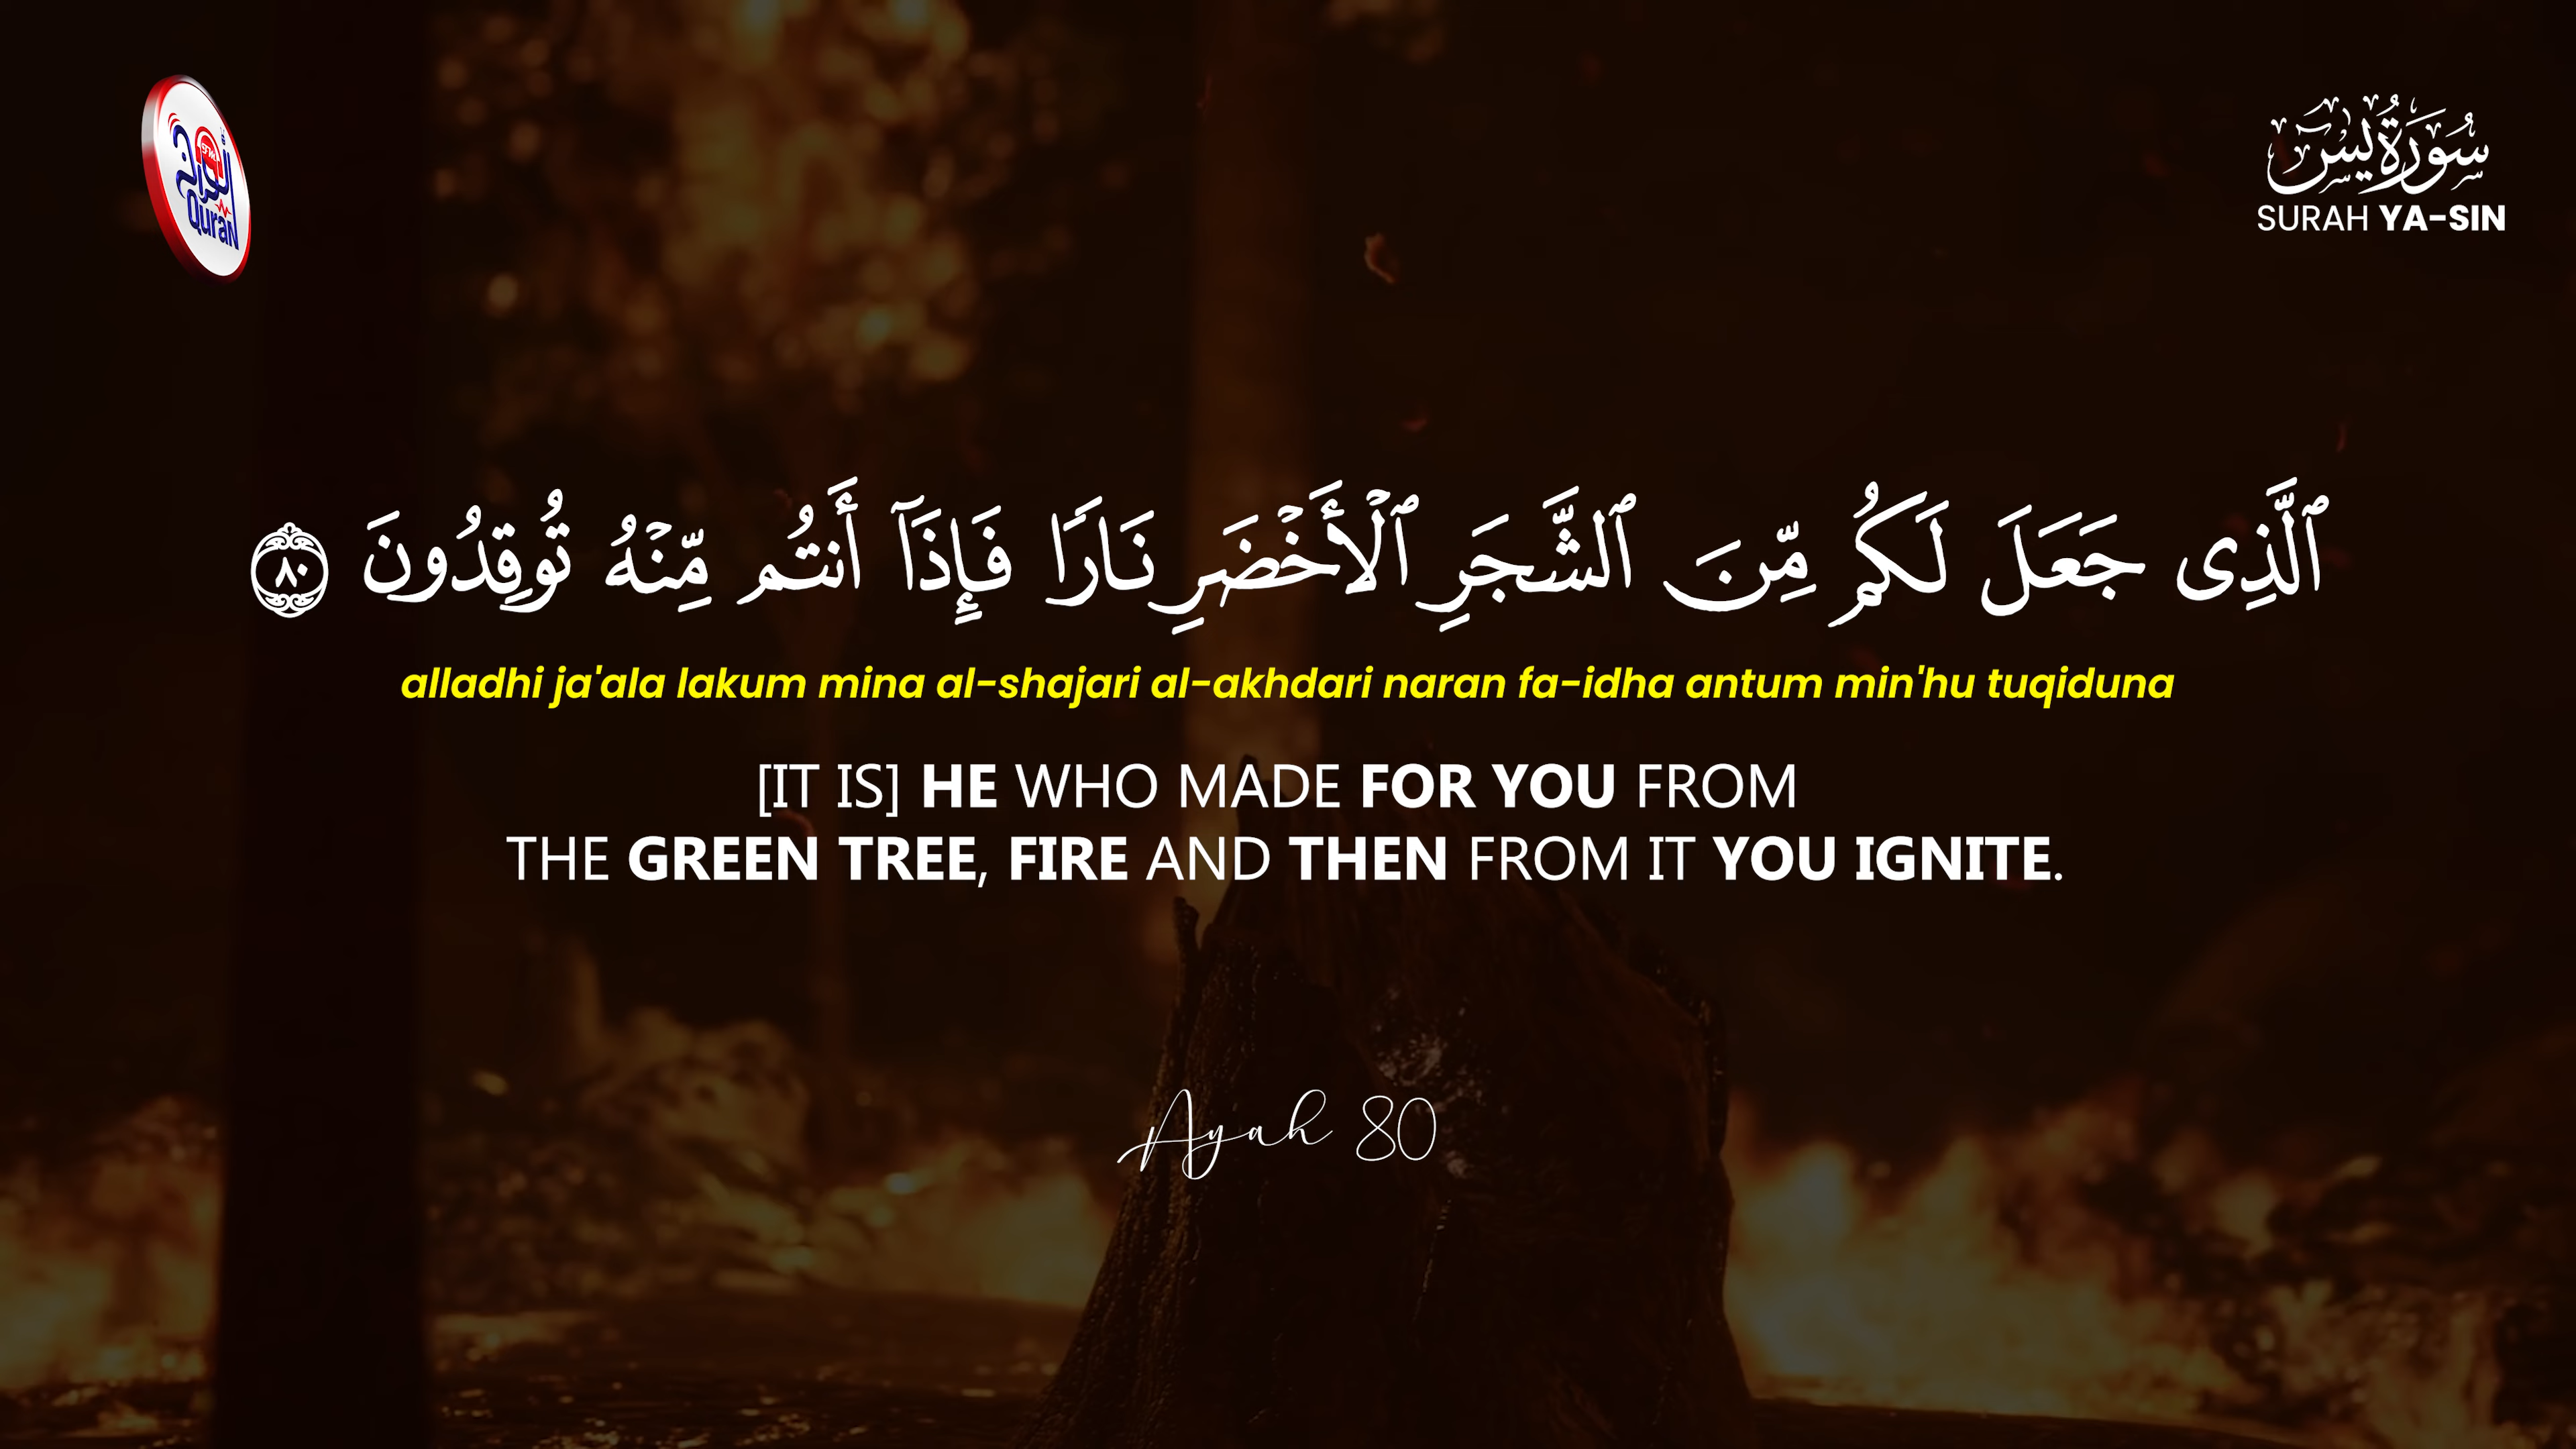 القرآن
Quran
سُورَةُ يسٓ
SURAH YA-SIN
ٱلَّذِى جَعَلَ لَكُم مِّنَ ٱلشَّجَرِ ٱلْأَخْضَرِ نَارًا فَإِذَآ أَنتُم مِّنْهُ تُوقِدُونَ ٨٠
alladhi ja'ala lakum mina al-shajari al-akhdari naran fa-idha antum min'hu tuqiduna
[IT IS] HE WHO MADE FOR YOU FROM
THE GREEN TREE, FIRE AND THEN FROM IT YOU IGNITE.
Ayah 80